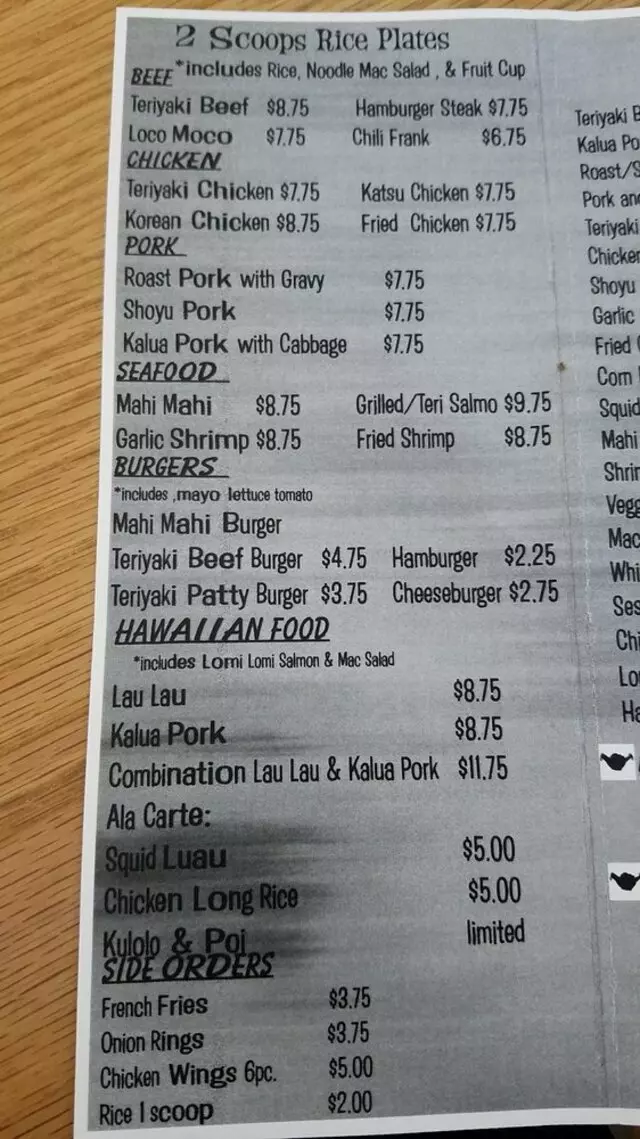 2 Scoops Rice Plates
BEEF *includes Rice, Noodle Mac Salad , & Fruit Cup
Teriyaki Beef $8.75 Hamburger Steak $7.75
Loco Moco $7.75 Chili Frank $6.75
CHICKEN
Teriyaki Chicken $7.75 Katsu Chicken $7.75
Korean Chicken $8.75 Fried Chicken $7.75
PORK
Roast Pork with Gravy $7.75
Shoyu Pork $7.75
Kalua Pork with Cabbage $7.75
SEAFOOD
Mahi Mahi $8.75 Grilled/Teri Salmo $9.75
Garlic Shrimp $8.75 Fried Shrimp $8.75
BURGERS
*includes ,mayo lettuce tomato
Mahi Mahi Burger
Teriyaki Beef Burger $4.75 Hamburger $2.25
Teriyaki Patty Burger $3.75 Cheeseburger $2.75
HAWAIIAN FOOD
*includes Lomi Lomi Salmon & Mac Salad
Lau Lau $8.75
Kalua Pork $8.75
Combination Lau Lau & Kalua Pork $11.75
Ala Carte:
Squid Luau $5.00
Chicken Long Rice $5.00
Kulolo & Poi limited
SIDE ORDERS
French Fries $3.75
Onion Rings $3.75
Chicken Wings 6pc. $5.00
Rice 1 scoop $2.00
Teriyaki B
Kalua Po
Roast/S
Pork and
Teriyaki
Chicken
Shoyu
Garlic
Fried
Corn
Squid
Mahi
Shrim
Vegg
Mac
Whi
Ses
Chi
Lo
Ha